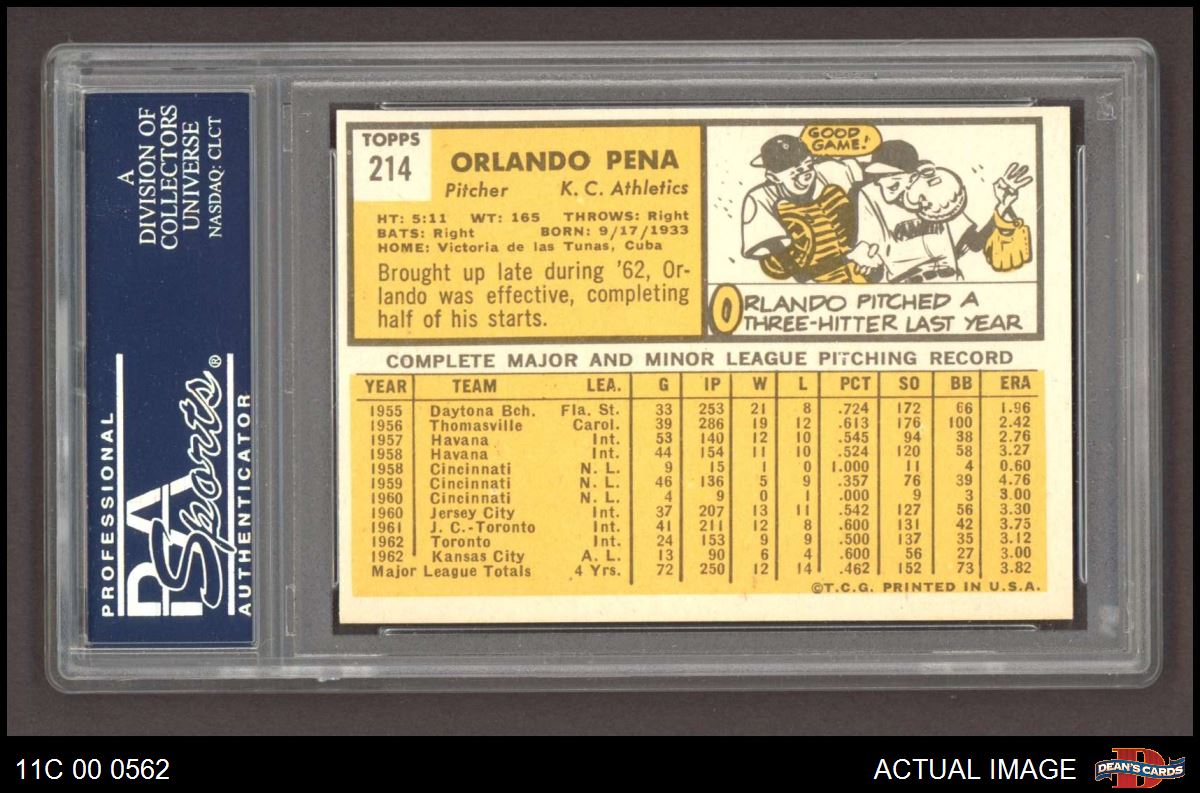 A
DIVISION OF
COLLECTORS
UNIVERSE
NASDAQ: CLCT
PROFESSIONAL
PSA
Sports®
AUTHENTICATOR
TOPPS
214
ORLANDO PENA
Pitcher K. C. Athletics
HT: 5:11 WT: 165 THROWS: Right
BATS: Right BORN: 9/17/1933
HOME: Victoria de las Tunas, Cuba
Brought up late during '62, Or-
lando was effective, completing
half of his starts.
GOOD
GAME!
ORLANDO PITCHED A
THREE-HITTER LAST YEAR
COMPLETE MAJOR AND MINOR LEAGUE PITCHING RECORD
YEAR TEAM LEA. G IP W L PCT SO BB ERA
1955 Daytona Bch. Fla. St. 33 253 21 8 .724 172 66 1.96
1956 Thomasville Carol. 39 286 19 12 .613 176 100 2.42
1957 Havana Int. 53 140 12 10 .545 94 38 2.76
1958 Havana Int. 44 154 11 10 .524 120 58 3.27
1958 Cincinnati N. L. 9 15 1 0 1.000 11 4 0.60
1959 Cincinnati N. L. 46 136 5 9 .357 76 39 4.76
1960 Cincinnati N. L. 4 9 0 1 .000 9 3 3.00
1960 Jersey City Int. 37 207 13 11 .542 127 56 3.30
1961 J. C.-Toronto Int. 41 211 12 8 .600 131 42 3.75
1962 Toronto Int. 24 153 9 9 .500 137 35 3.12
1962 Kansas City A. L. 13 90 6 4 .600 56 27 3.00
Major League Totals 4 Yrs. 72 250 12 14 .462 152 73 3.82
©T.C.G. PRINTED IN U.S.A.
11C 00 0562
ACTUAL IMAGE
DEAN'S CARDS